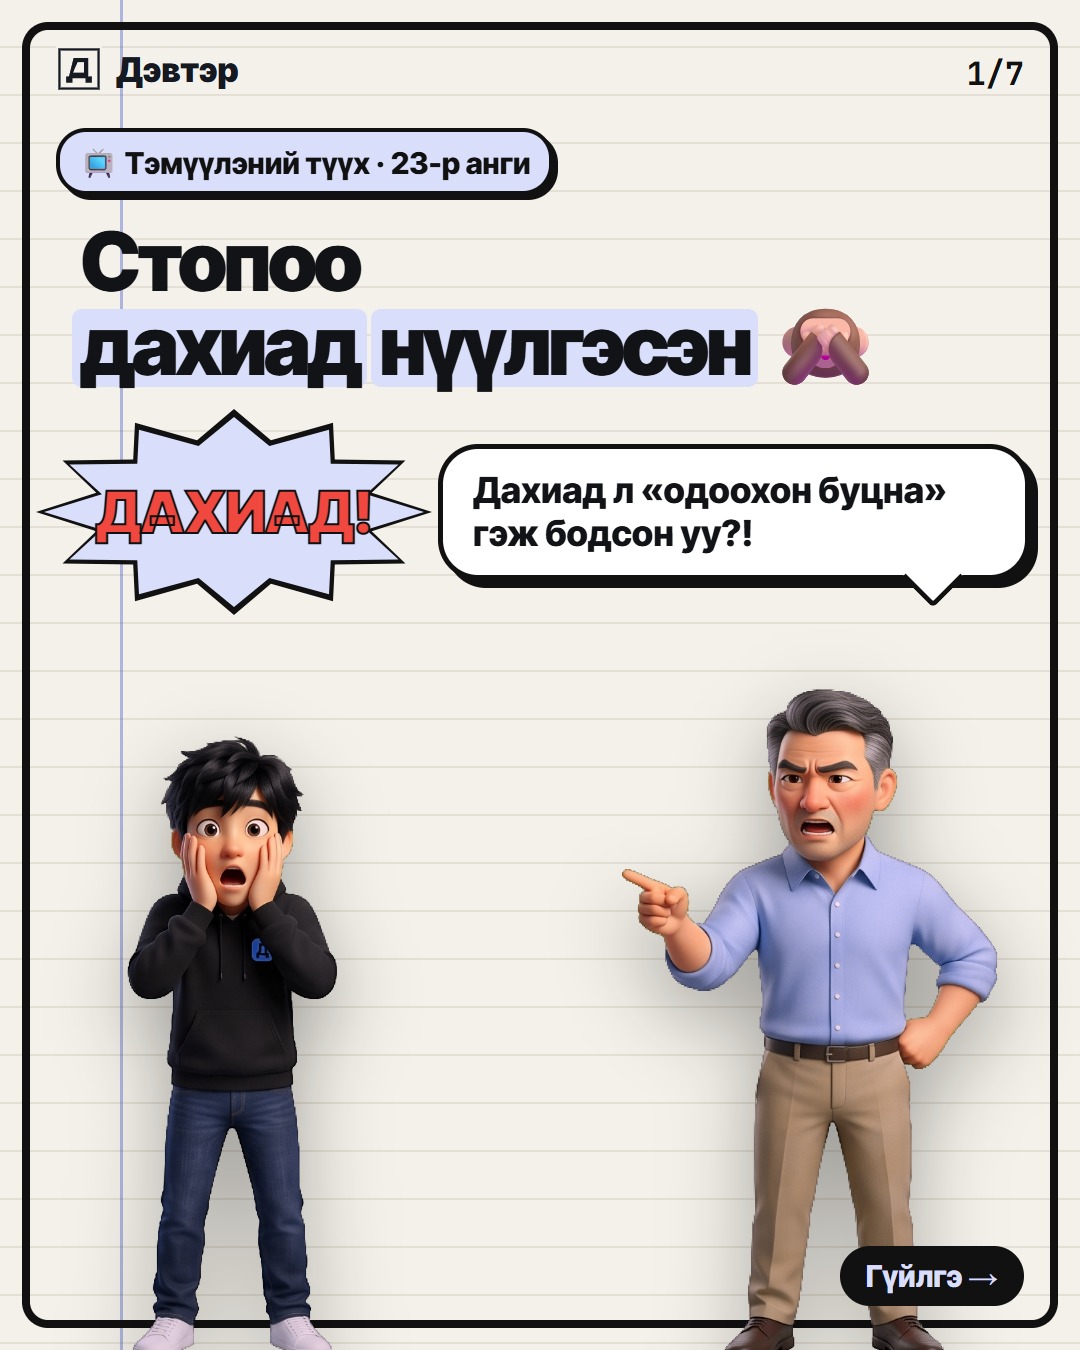 Д Дэвтэр
1/7
📺 Тэмүүлэний түүх · 23-р анги
Стопоо
дахиад нүүлгэсэн 🙈
ДАХИАД!
Дахиад л «одоохон буцна»
гэж бодсон уу?!
Д
Гүйлгэ →